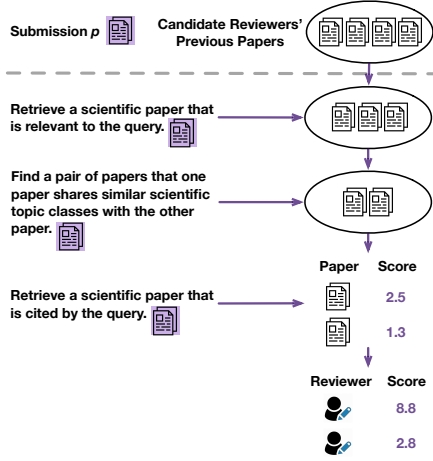 Submission p
Candidate Reviewers'
Previous Papers
Retrieve a scientific paper that
is relevant to the query.
Find a pair of papers that one
paper shares similar scientific
topic classes with the other
paper.
Paper Score
Retrieve a scientific paper that
is cited by the query.
2.5
1.3
Reviewer Score
8.8
2.8